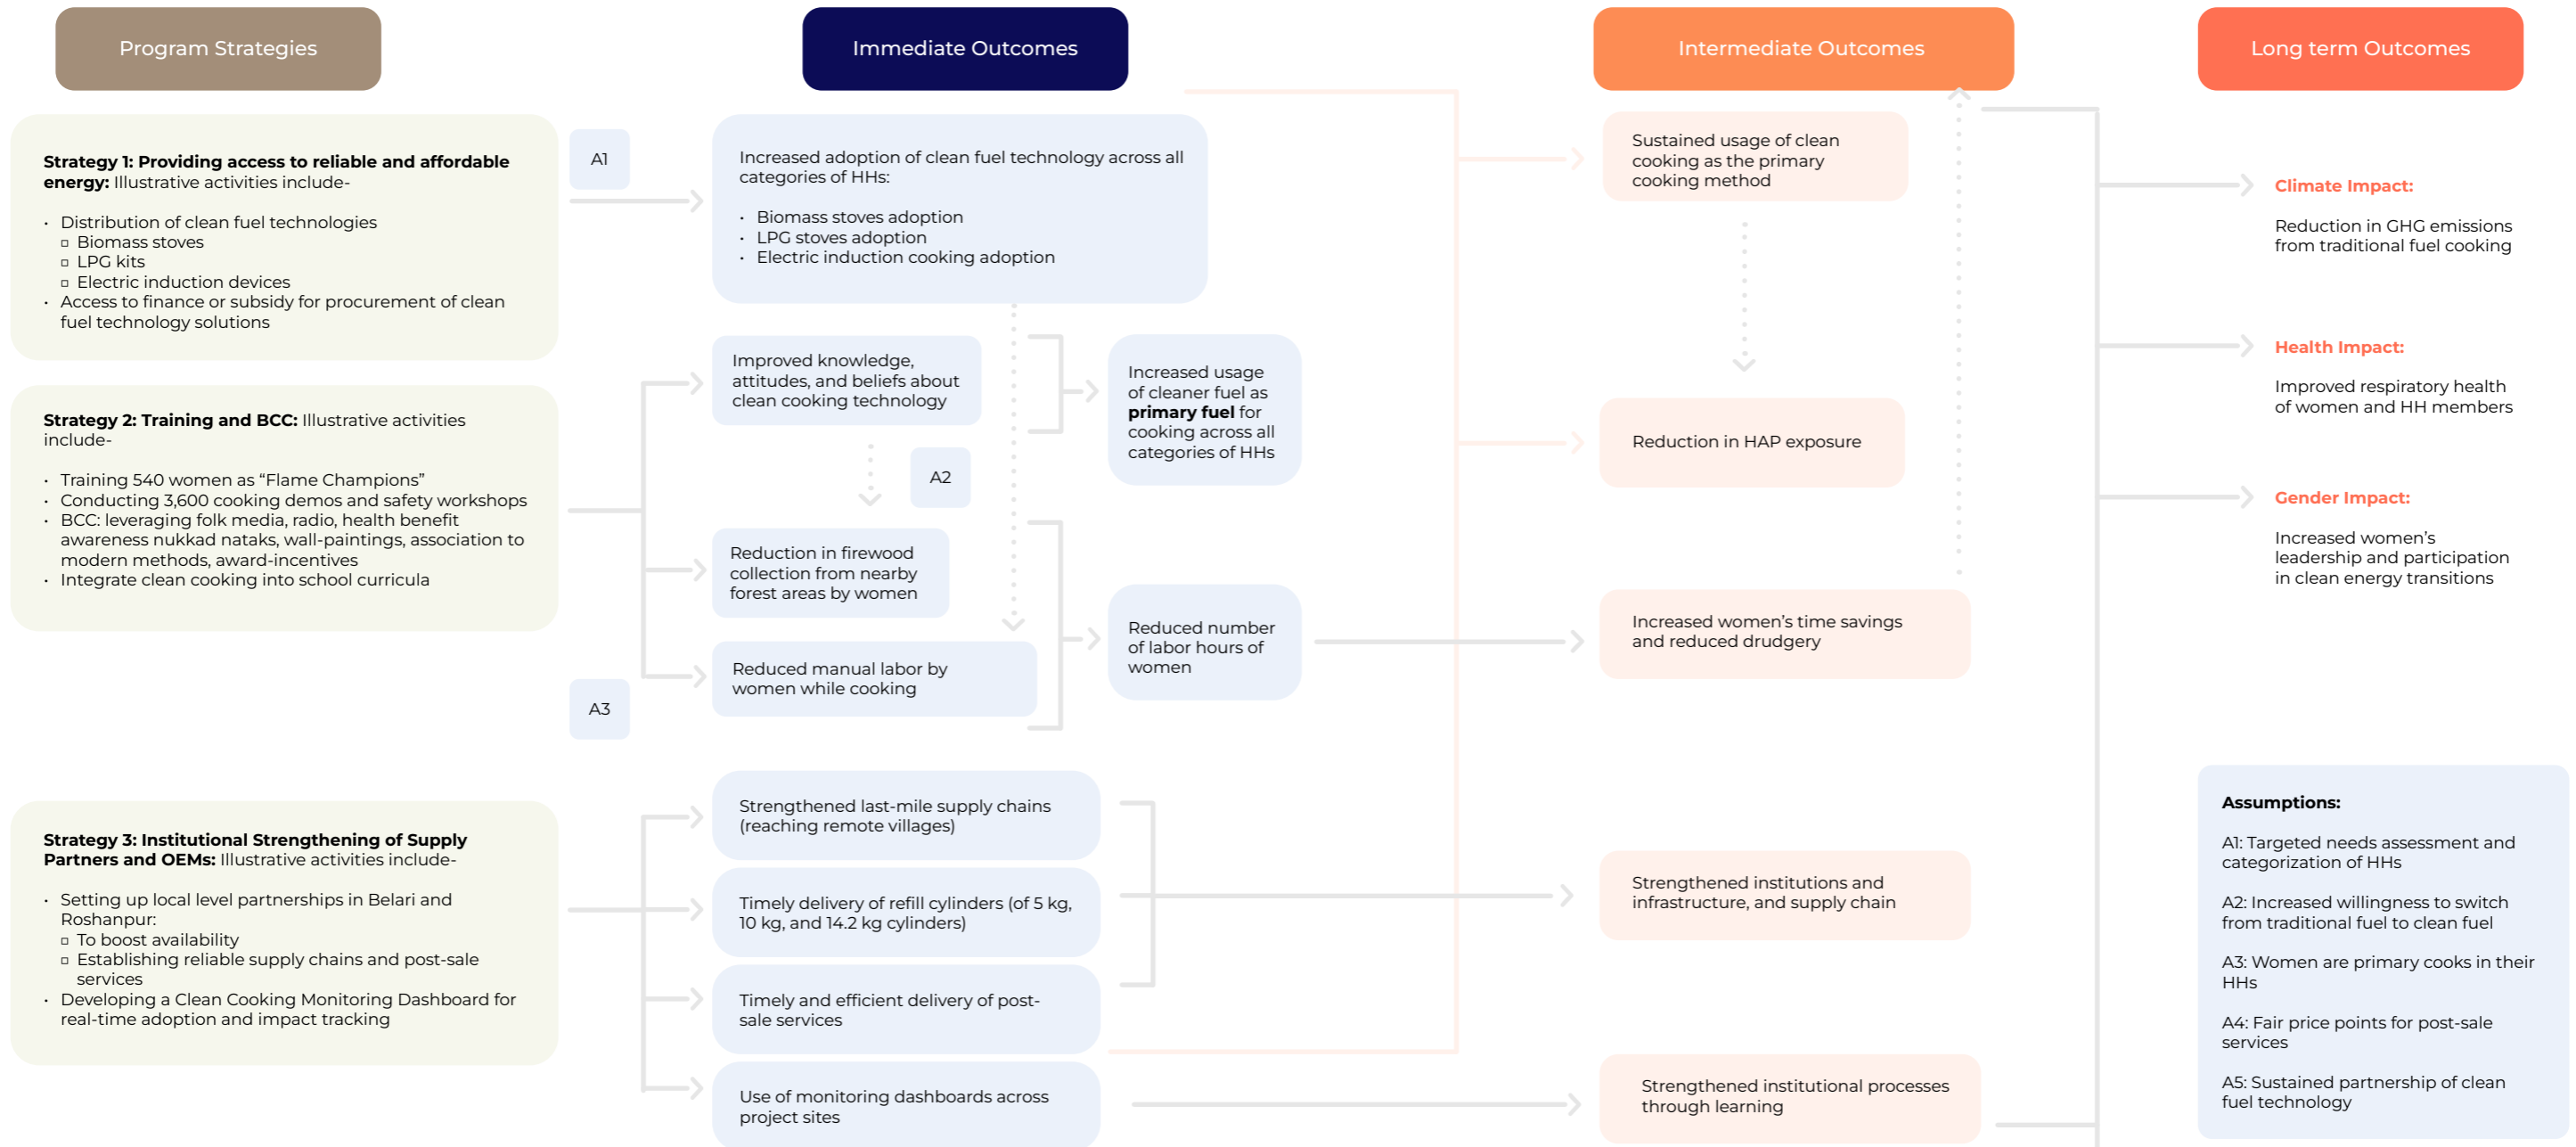 Program Strategies
Immediate Outcomes
Intermediate Outcomes
Long term Outcomes
Strategy 1: Providing access to reliable and affordable
energy: Illustrative activities include-
• Distribution of clean fuel technologies
▫ Biomass stoves
▫ LPG kits
▫ Electric induction devices
• Access to finance or subsidy for procurement of clean
fuel technology solutions
A1
Increased adoption of clean fuel technology across all
categories of HHs:
• Biomass stoves adoption
• LPG stoves adoption
• Electric induction cooking adoption
Strategy 2: Training and BCC: Illustrative activities
include-
• Training 540 women as “Flame Champions”
• Conducting 3,600 cooking demos and safety workshops
• BCC: leveraging folk media, radio, health benefit
awareness nukkad nataks, wall-paintings, association to
modern methods, award-incentives
• Integrate clean cooking into school curricula
Improved knowledge,
attitudes, and beliefs about
clean cooking technology
A2
Increased usage
of cleaner fuel as
primary fuel for
cooking across all
categories of HHs
Reduction in firewood
collection from nearby
forest areas by women
Reduced manual labor by
women while cooking
A3
Reduced number
of labor hours of
women
Strategy 3: Institutional Strengthening of Supply
Partners and OEMs: Illustrative activities include-
• Setting up local level partnerships in Belari and
Roshanpur:
▫ To boost availability
▫ Establishing reliable supply chains and post-sale
services
• Developing a Clean Cooking Monitoring Dashboard for
real-time adoption and impact tracking
Strengthened last-mile supply chains
(reaching remote villages)
Timely delivery of refill cylinders (of 5 kg,
10 kg, and 14.2 kg cylinders)
Timely and efficient delivery of post-
sale services
Use of monitoring dashboards across
project sites
Sustained usage of clean
cooking as the primary
cooking method
Reduction in HAP exposure
Increased women’s time savings
and reduced drudgery
Strengthened institutions and
infrastructure, and supply chain
Strengthened institutional processes
through learning
Climate Impact:
Reduction in GHG emissions
from traditional fuel cooking
Health Impact:
Improved respiratory health
of women and HH members
Gender Impact:
Increased women’s
leadership and participation
in clean energy transitions
Assumptions:
A1: Targeted needs assessment and
categorization of HHs
A2: Increased willingness to switch
from traditional fuel to clean fuel
A3: Women are primary cooks in their
HHs
A4: Fair price points for post-sale
services
A5: Sustained partnership of clean
fuel technology